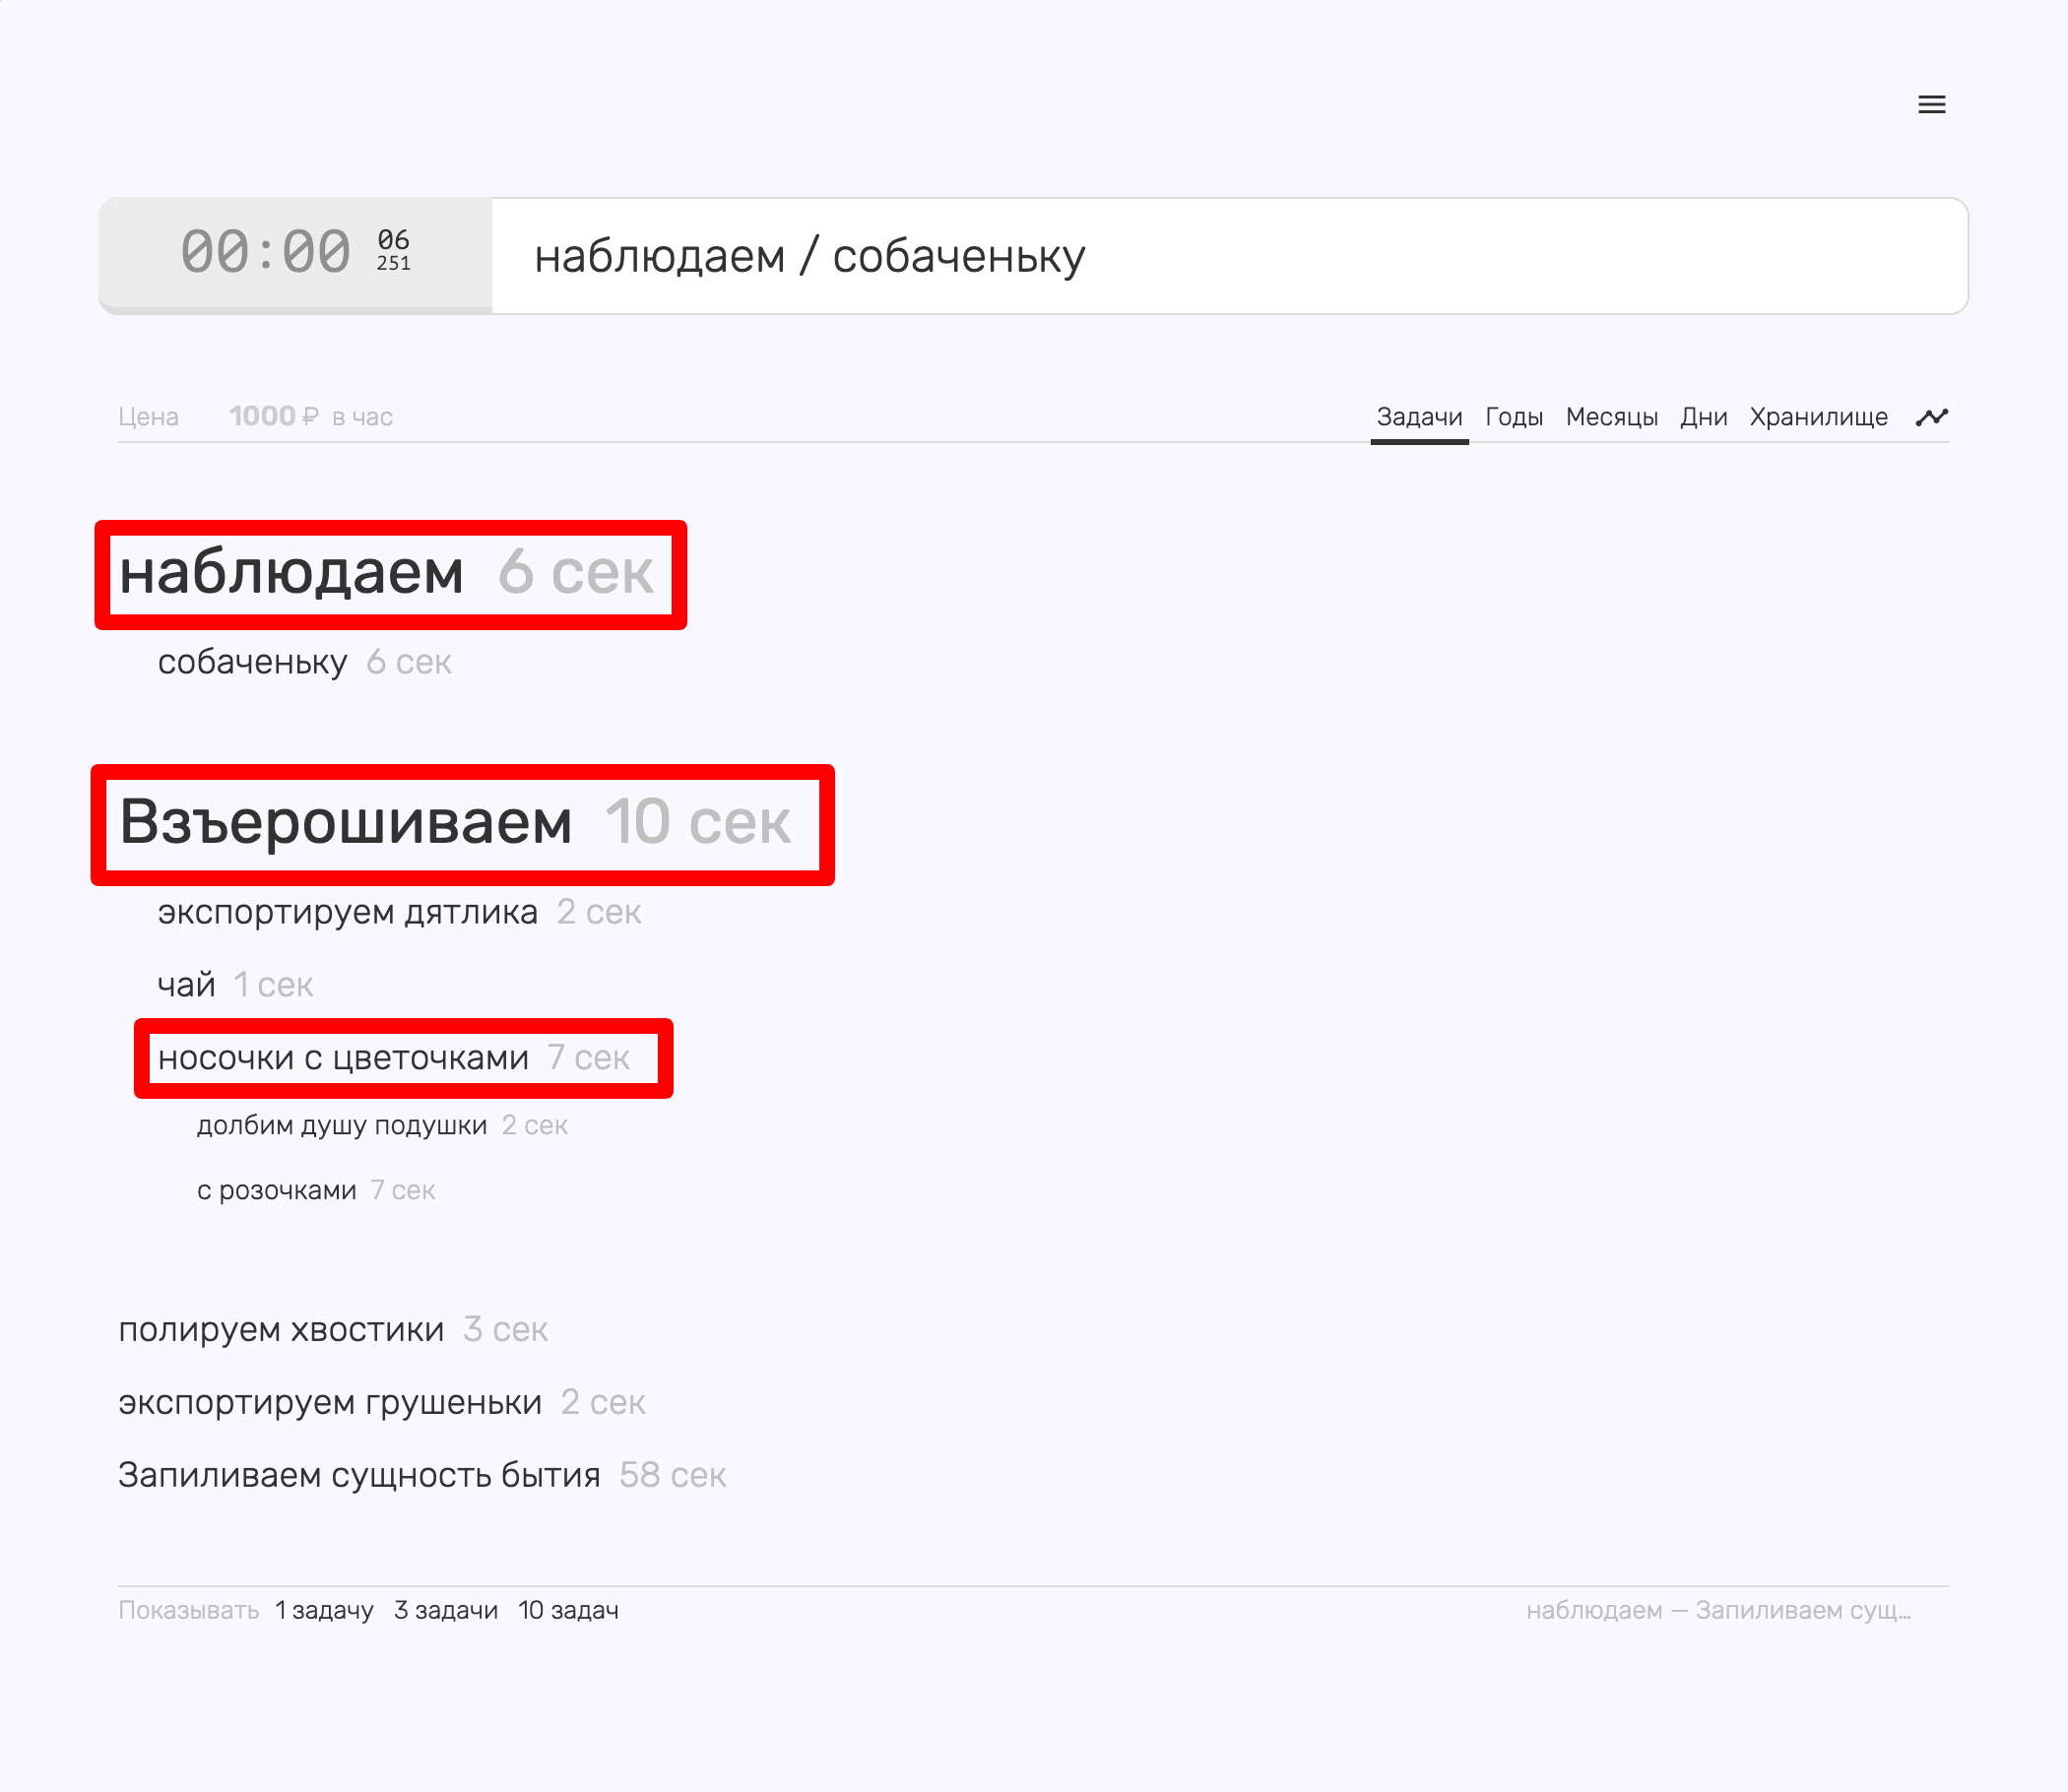 00:00 06
251
наблюдаем / собаченьку
Цена 1000 ₽ в час
Задачи Годы Месяцы Дни Хранилище
наблюдаем 6 сек
собаченьку 6 сек
Взъерошиваем 10 сек
экспортируем дятлика 2 сек
чай 1 сек
носочки с цветочками 7 сек
долбим душу подушки 2 сек
с розочками 7 сек
полируем хвостики 3 сек
экспортируем грушеньки 2 сек
Запиливаем сущность бытия 58 сек
Показывать 1 задачу 3 задачи 10 задач
наблюдаем — Запиливаем сущ…